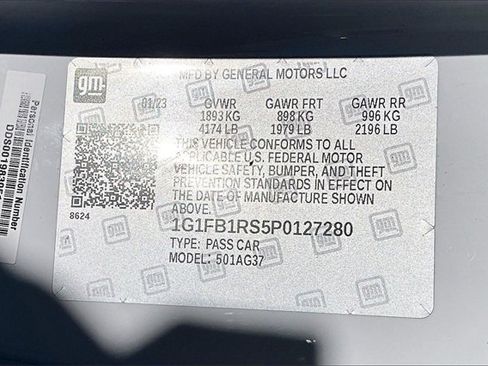 gm
MFD BY GENERAL MOTORS LLC
01/23 GVWR GAWR FRT GAWR RR
1893 KG 898 KG 996 KG
4174 LB 1979 LB 2196 LB
THIS VEHICLE CONFORMS TO ALL
APPLICABLE U.S. FEDERAL MOTOR
VEHICLE SAFETY, BUMPER, AND THEFT
PREVENTION STANDARDS IN EFFECT ON
THE DATE OF MANUFACTURE SHOWN
ABOVE.
8624
1G1FB1RS5P0127280
TYPE: PASS CAR
MODEL: 501AG37
Personal Identification Number